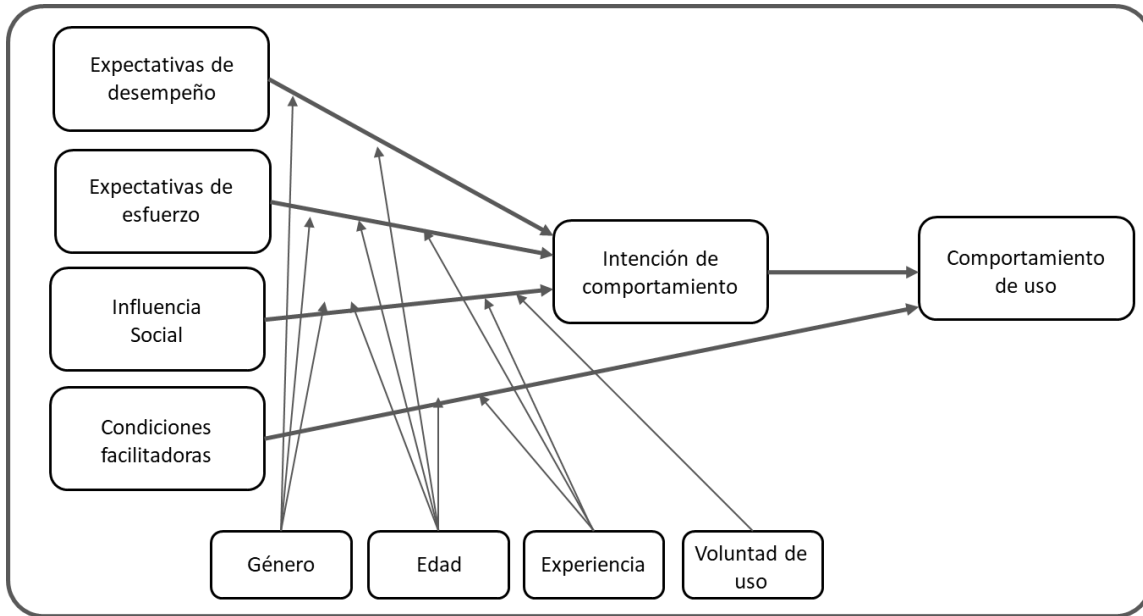 Expectativas de
desempeño
Expectativas de
esfuerzo
Influencia
Social
Condiciones
facilitadoras
Intención de
comportamiento
Comportamiento
de uso
Género
Edad
Experiencia
Voluntad de
uso